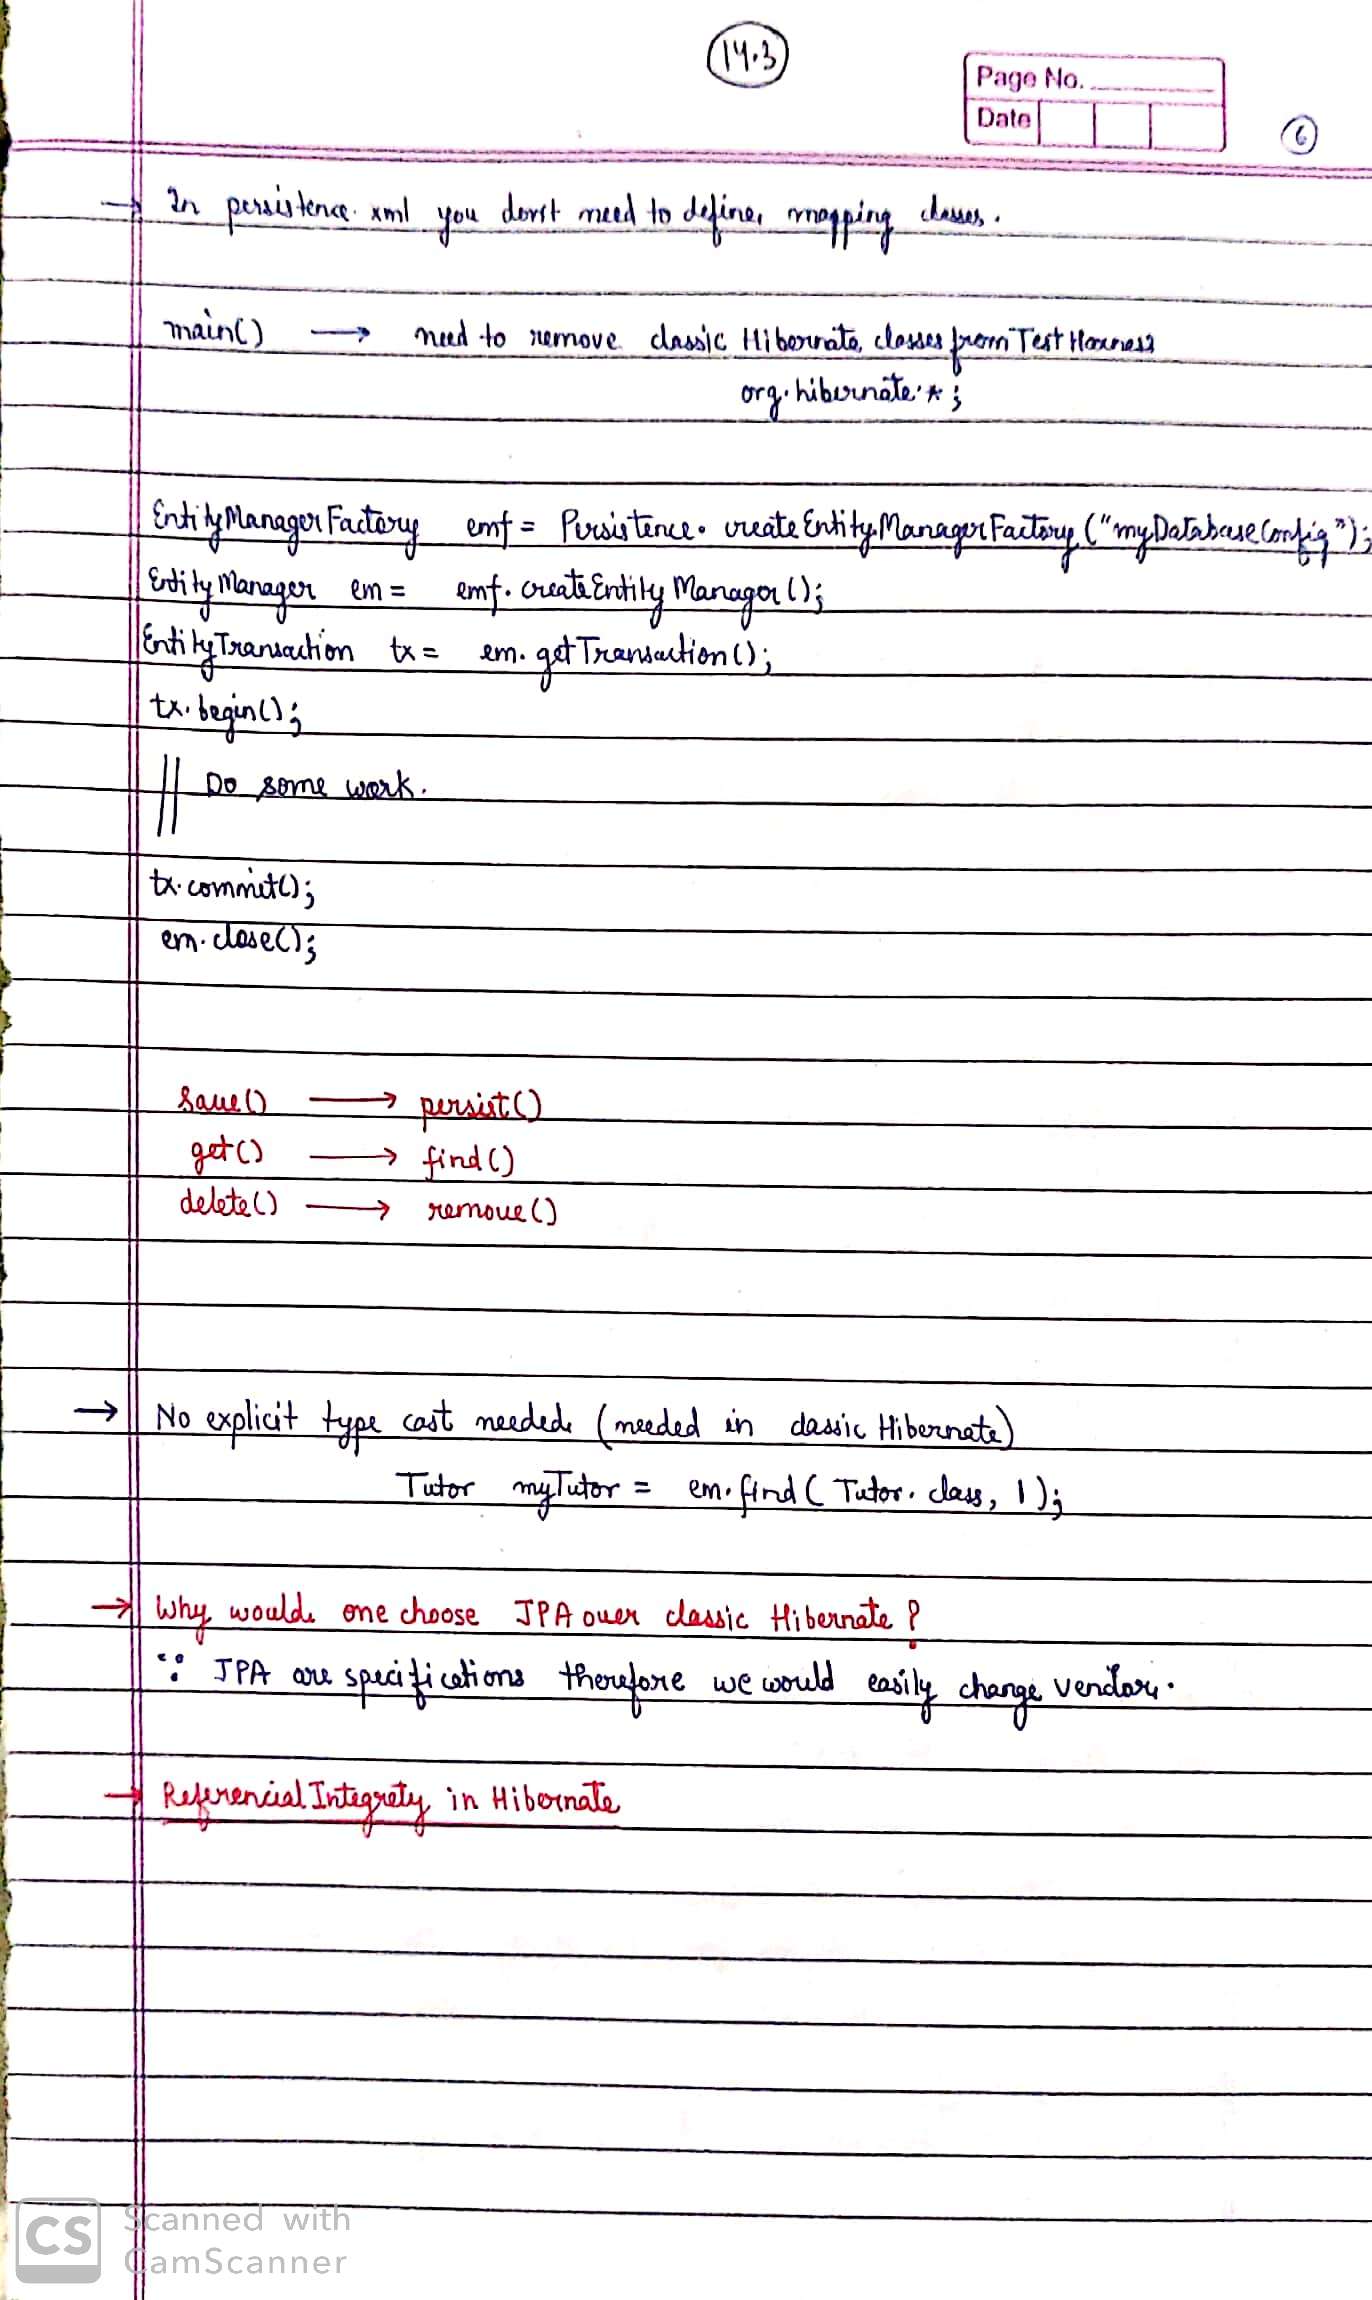 14.3
Page No.
Date
6
→ In persistence.xml you don't need to define mapping classes.
main() → need to remove classic Hibernate classes from Test Harness
org.hibernate.*;
EntityManagerFactory emf = Persistence.createEntityManagerFactory("myDatabaseConfig");
EntityManager em = emf.createEntityManager();
EntityTransaction tx = em.getTransaction();
tx.begin();
|| Do some work.
tx.commit();
em.close();
save() → persist()
get() → find()
delete() → remove()
→ No explicit type cast needed (needed in classic Hibernate)
Tutor myTutor = em.find(Tutor.class, 1);
→ Why would one choose JPA over classic Hibernate?
∵ JPA are specifications therefore we would easily change vendors.
→ Referencial Integrety in Hibernate
CS
Scanned with
CamScanner